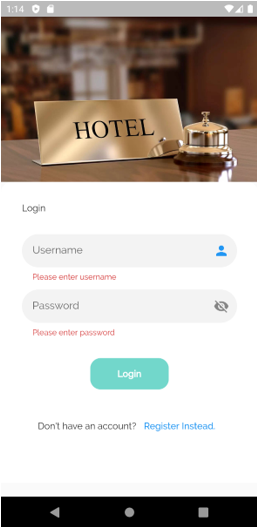 1:14
HOTEL
Login
Username
Please enter username
Password
Please enter password
Login
Don't have an account? Register Instead.